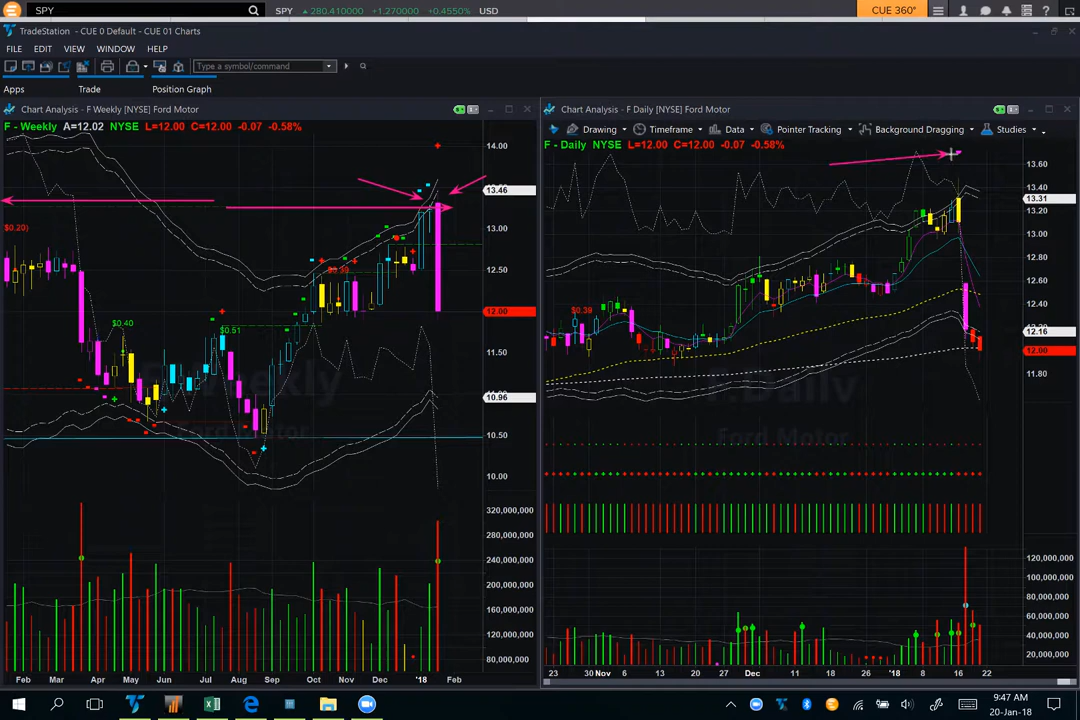 SPY
SPY 280.410000 +1.270000 +0.4550% USD
CUE 360°
TradeStation - CUE 0 Default - CUE 01 Charts
FILE EDIT VIEW WINDOW HELP
Type a symbol/command
Apps Trade Position Graph
Chart Analysis - F Weekly [NYSE] Ford Motor
F - Weekly A=12.02 NYSE L=12.00 C=12.00 -0.07 -0.58%
14.00
13.46
13.00
12.50
12.00
11.50
10.96
10.50
10.00
$0.20)
$0.40
$0.51
$0.39
F.Weekly
Ford Motor
320,000,000
280,000,000
240,000,000
200,000,000
160,000,000
120,000,000
80,000,000
Feb Mar Apr May Jun Jul Aug Sep Oct Nov Dec '18 Feb
Chart Analysis - F Daily [NYSE] Ford Motor
Drawing Timeframe Data Pointer Tracking Background Dragging Studies
F - Daily NYSE L=12.00 C=12.00 -0.07 -0.58%
13.60
13.40
13.31
13.20
13.00
12.80
12.60
12.40
12.16
12.00
11.80
$0.39
F.Daily
Ford Motor
120,000,000
100,000,000
80,000,000
60,000,000
40,000,000
20,000,000
23 30 Nov 6 13 20 27 Dec 11 18 26 '18 8 16 22
9:47 AM
20-Jan-18